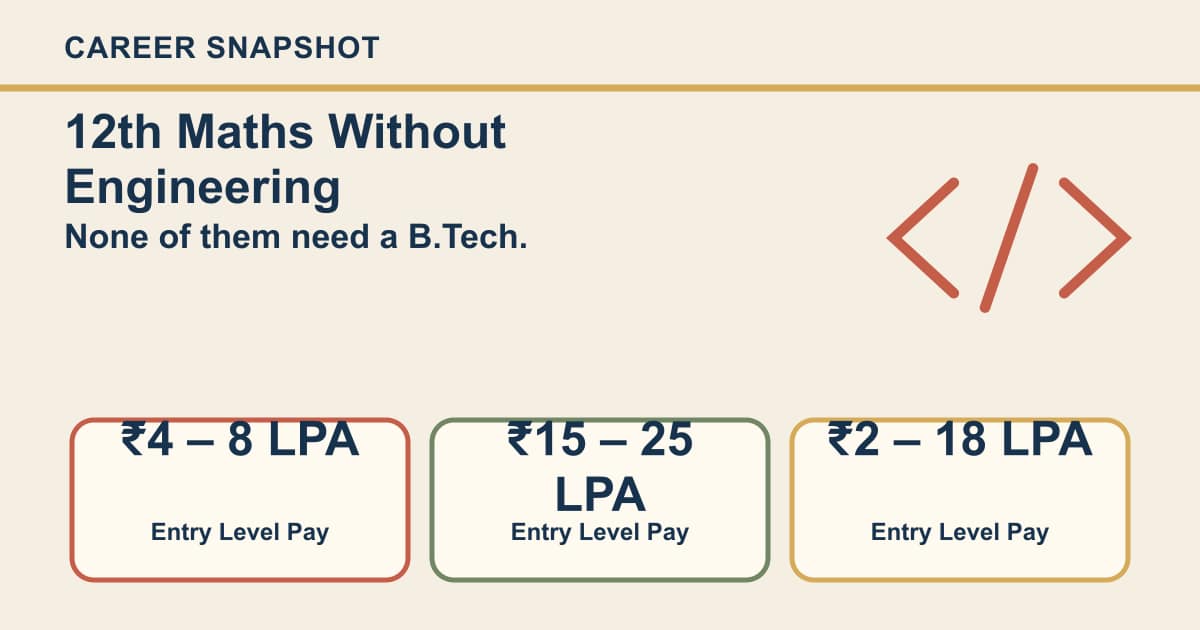 CAREER SNAPSHOT
12th Maths Without
Engineering
None of them need a B.Tech.
</>
₹4 – 8 LPA
Entry Level Pay
₹15 – 25
LPA
Entry Level Pay
₹2 – 18 LPA
Entry Level Pay